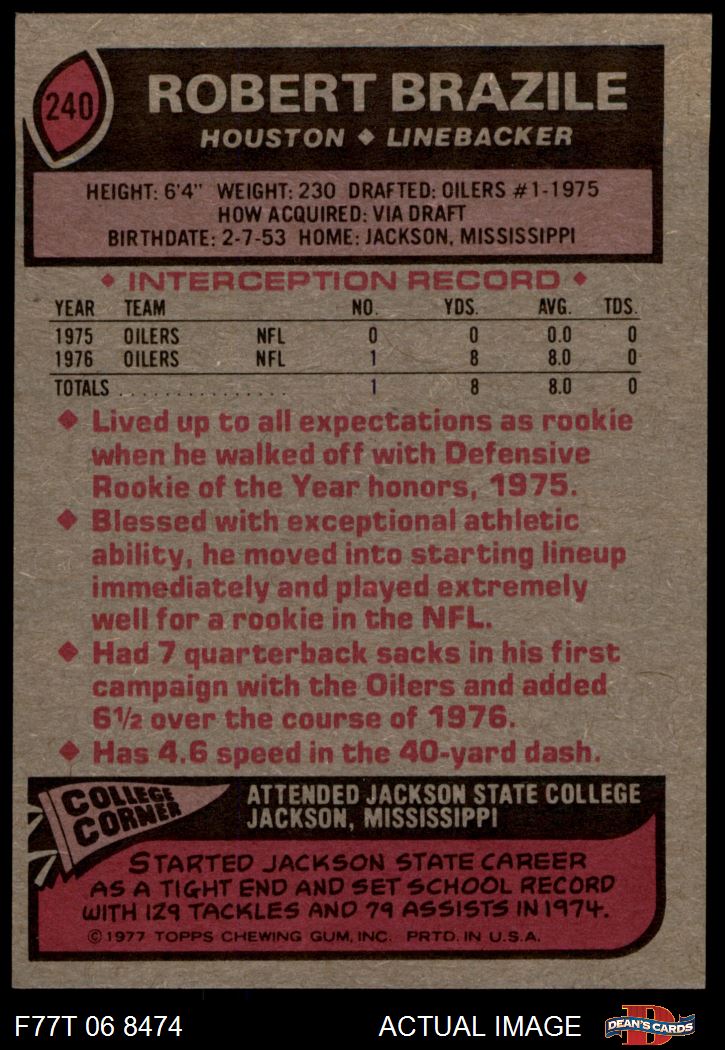 240
ROBERT BRAZILE
HOUSTON ◆ LINEBACKER
HEIGHT: 6'4" WEIGHT: 230 DRAFTED: OILERS #1-1975
HOW ACQUIRED: VIA DRAFT
BIRTHDATE: 2-7-53 HOME: JACKSON, MISSISSIPPI
◆ INTERCEPTION RECORD ◆
YEAR TEAM NO. YDS. AVG. TDS.
1975 OILERS NFL 0 0 0.0 0
1976 OILERS NFL 1 8 8.0 0
TOTALS ................ 1 8 8.0 0
◆ Lived up to all expectations as rookie
when he walked off with Defensive
Rookie of the Year honors, 1975.
◆ Blessed with exceptional athletic
ability, he moved into starting lineup
immediately and played extremely
well for a rookie in the NFL.
◆ Had 7 quarterback sacks in his first
campaign with the Oilers and added
6½ over the course of 1976.
◆ Has 4.6 speed in the 40-yard dash.
COLLEGE
CORNER
ATTENDED JACKSON STATE COLLEGE
JACKSON, MISSISSIPPI
STARTED JACKSON STATE CAREER
AS A TIGHT END AND SET SCHOOL RECORD
WITH 129 TACKLES AND 79 ASSISTS IN 1974.
© 1977 TOPPS CHEWING GUM, INC. PRTD. IN U.S.A.
F77T 06 8474 ACTUAL IMAGE
DEAN'S CARDS